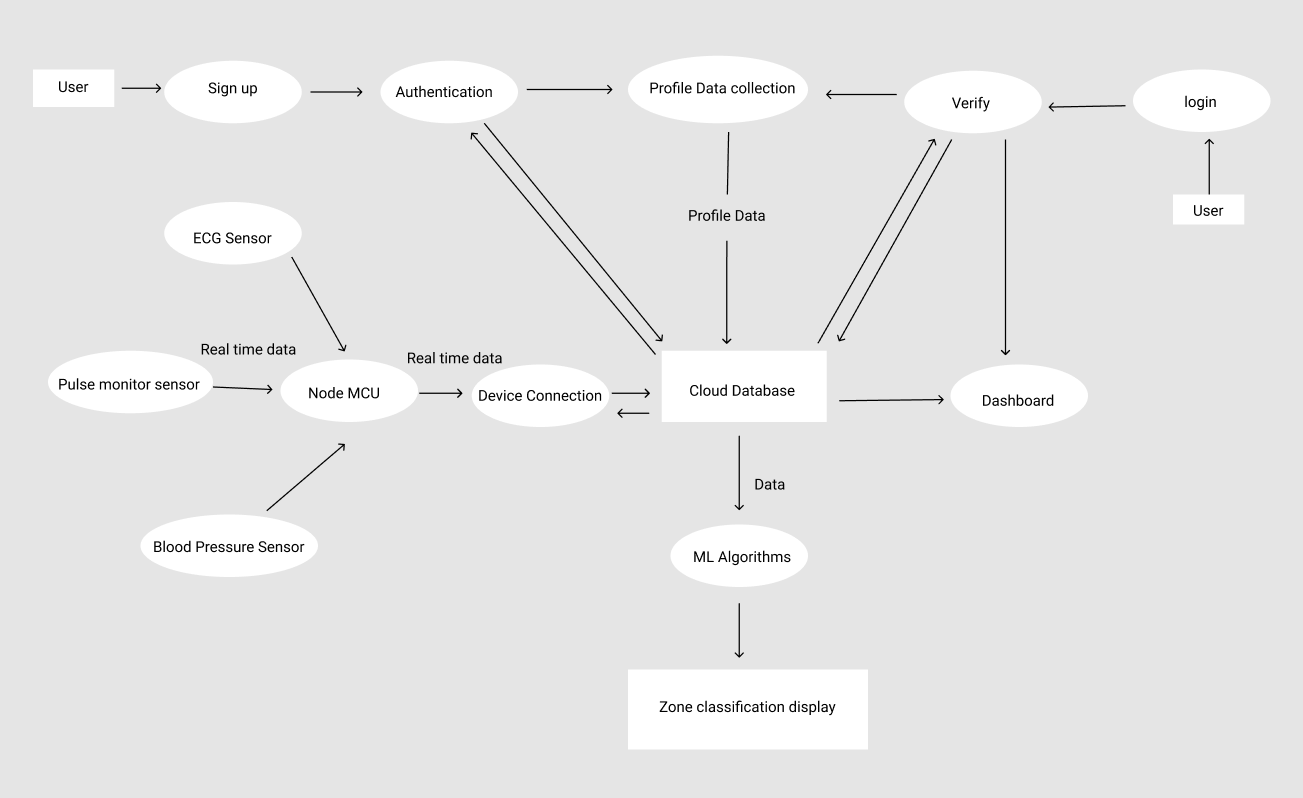 User
Sign up
Authentication
Profile Data collection
Verify
login
User
Profile Data
ECG Sensor
Real time data
Real time data
Pulse monitor sensor
Node MCU
Device Connection
Cloud Database
Dashboard
Data
Blood Pressure Sensor
ML Algorithms
Zone classification display